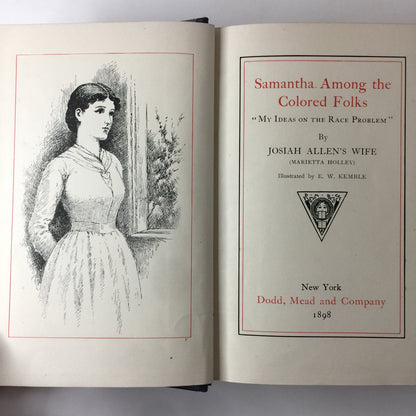 Samantha Among the
Colored Folks
"My Ideas on the Race Problem"
By
JOSIAH ALLEN'S WIFE
(MARIETTA HOLLEY)
Illustrated by E. W. KEMBLE
New York
Dodd, Mead and Company
1898